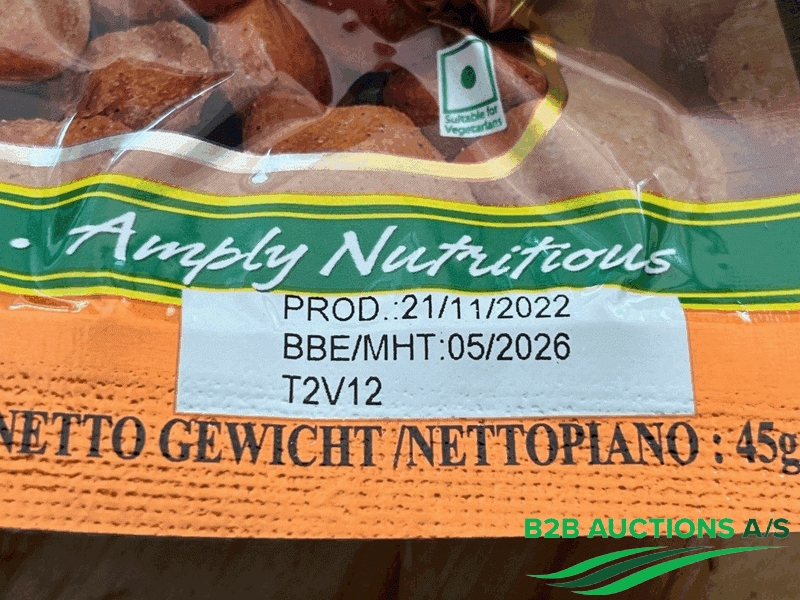 Suitable for
Vegetarians
. Amply Nutritious
PROD.:21/11/2022
BBE/MHT:05/2026
T2V12
NETTO GEWICHT /NETTOPIANO : 45g
B2B AUCTIONS A/S